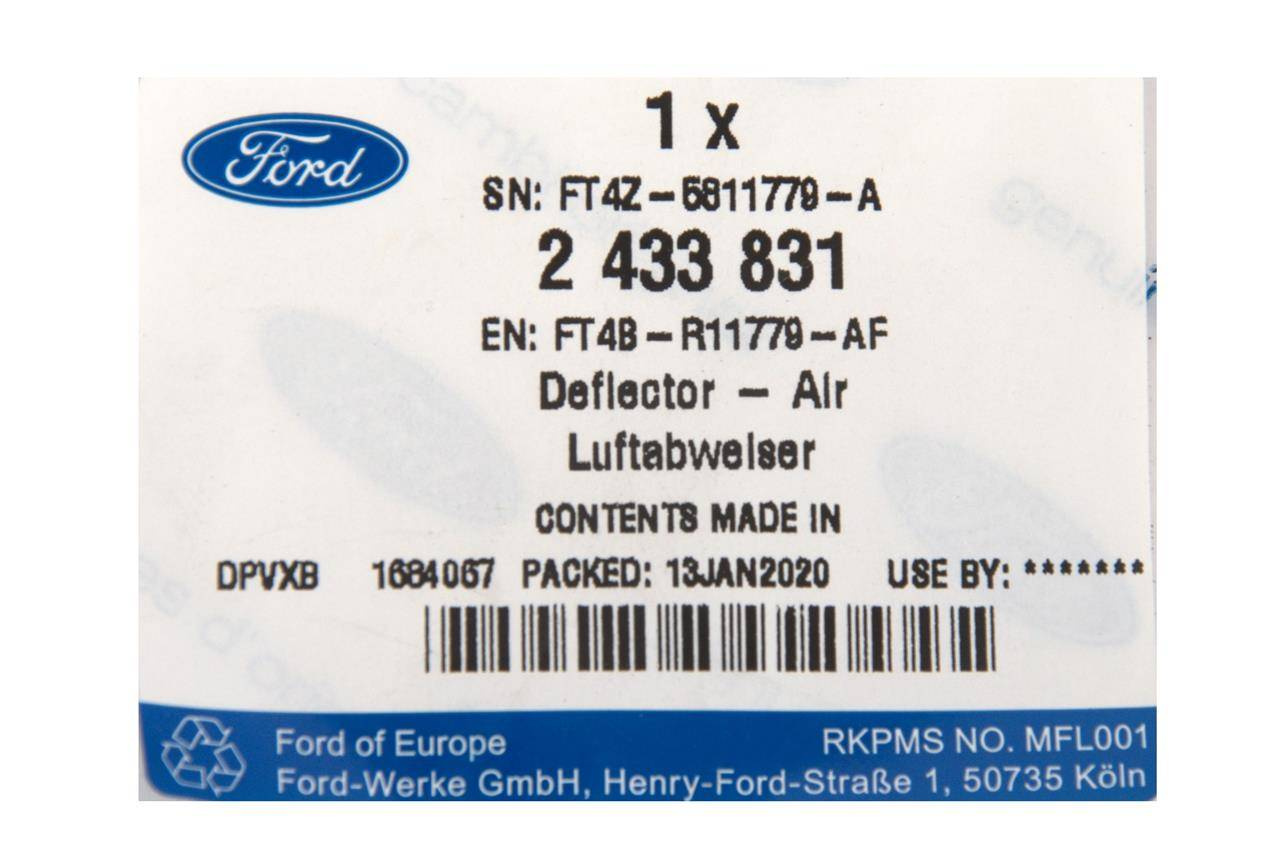 Ford
1 x
SN: FT4Z-5811779-A
2 433 831
EN: FT4B-R11779-AF
Deflector - Air
Luftabweiser
CONTENTS MADE IN
DPVXB 1684067 PACKED: 13JAN2020 USE BY: *******
Ford of Europe
RKPMS NO. MFL001
Ford-Werke GmbH, Henry-Ford-Straße 1, 50735 Köln